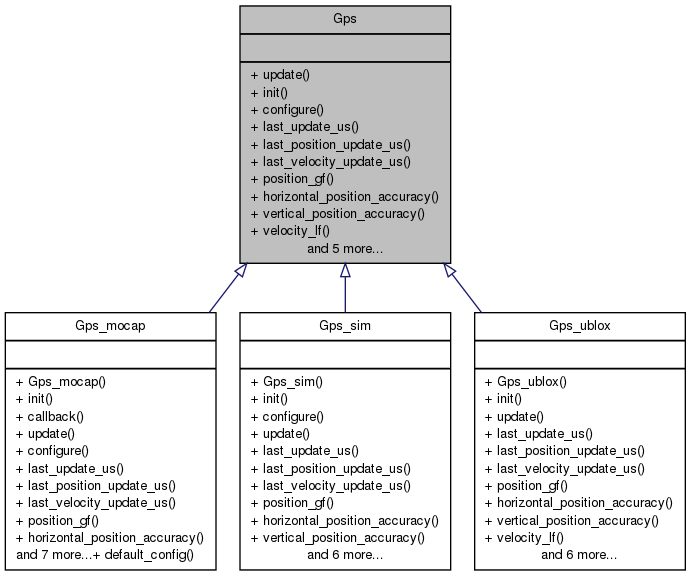 Gps
+ update()
+ init()
+ configure()
+ last_update_us()
+ last_position_update_us()
+ last_velocity_update_us()
+ position_gf()
+ horizontal_position_accuracy()
+ vertical_position_accuracy()
+ velocity_lf()
and 5 more...
Gps_mocap
+ Gps_mocap()
+ init()
+ callback()
+ update()
+ configure()
+ last_update_us()
+ last_position_update_us()
+ last_velocity_update_us()
+ position_gf()
+ horizontal_position_accuracy()
and 7 more...+ default_config()
Gps_sim
+ Gps_sim()
+ init()
+ configure()
+ update()
+ last_update_us()
+ last_position_update_us()
+ last_velocity_update_us()
+ position_gf()
+ horizontal_position_accuracy()
+ vertical_position_accuracy()
and 6 more...
Gps_ublox
+ Gps_ublox()
+ init()
+ update()
+ last_update_us()
+ last_position_update_us()
+ last_velocity_update_us()
+ position_gf()
+ horizontal_position_accuracy()
+ vertical_position_accuracy()
+ velocity_lf()
and 6 more...